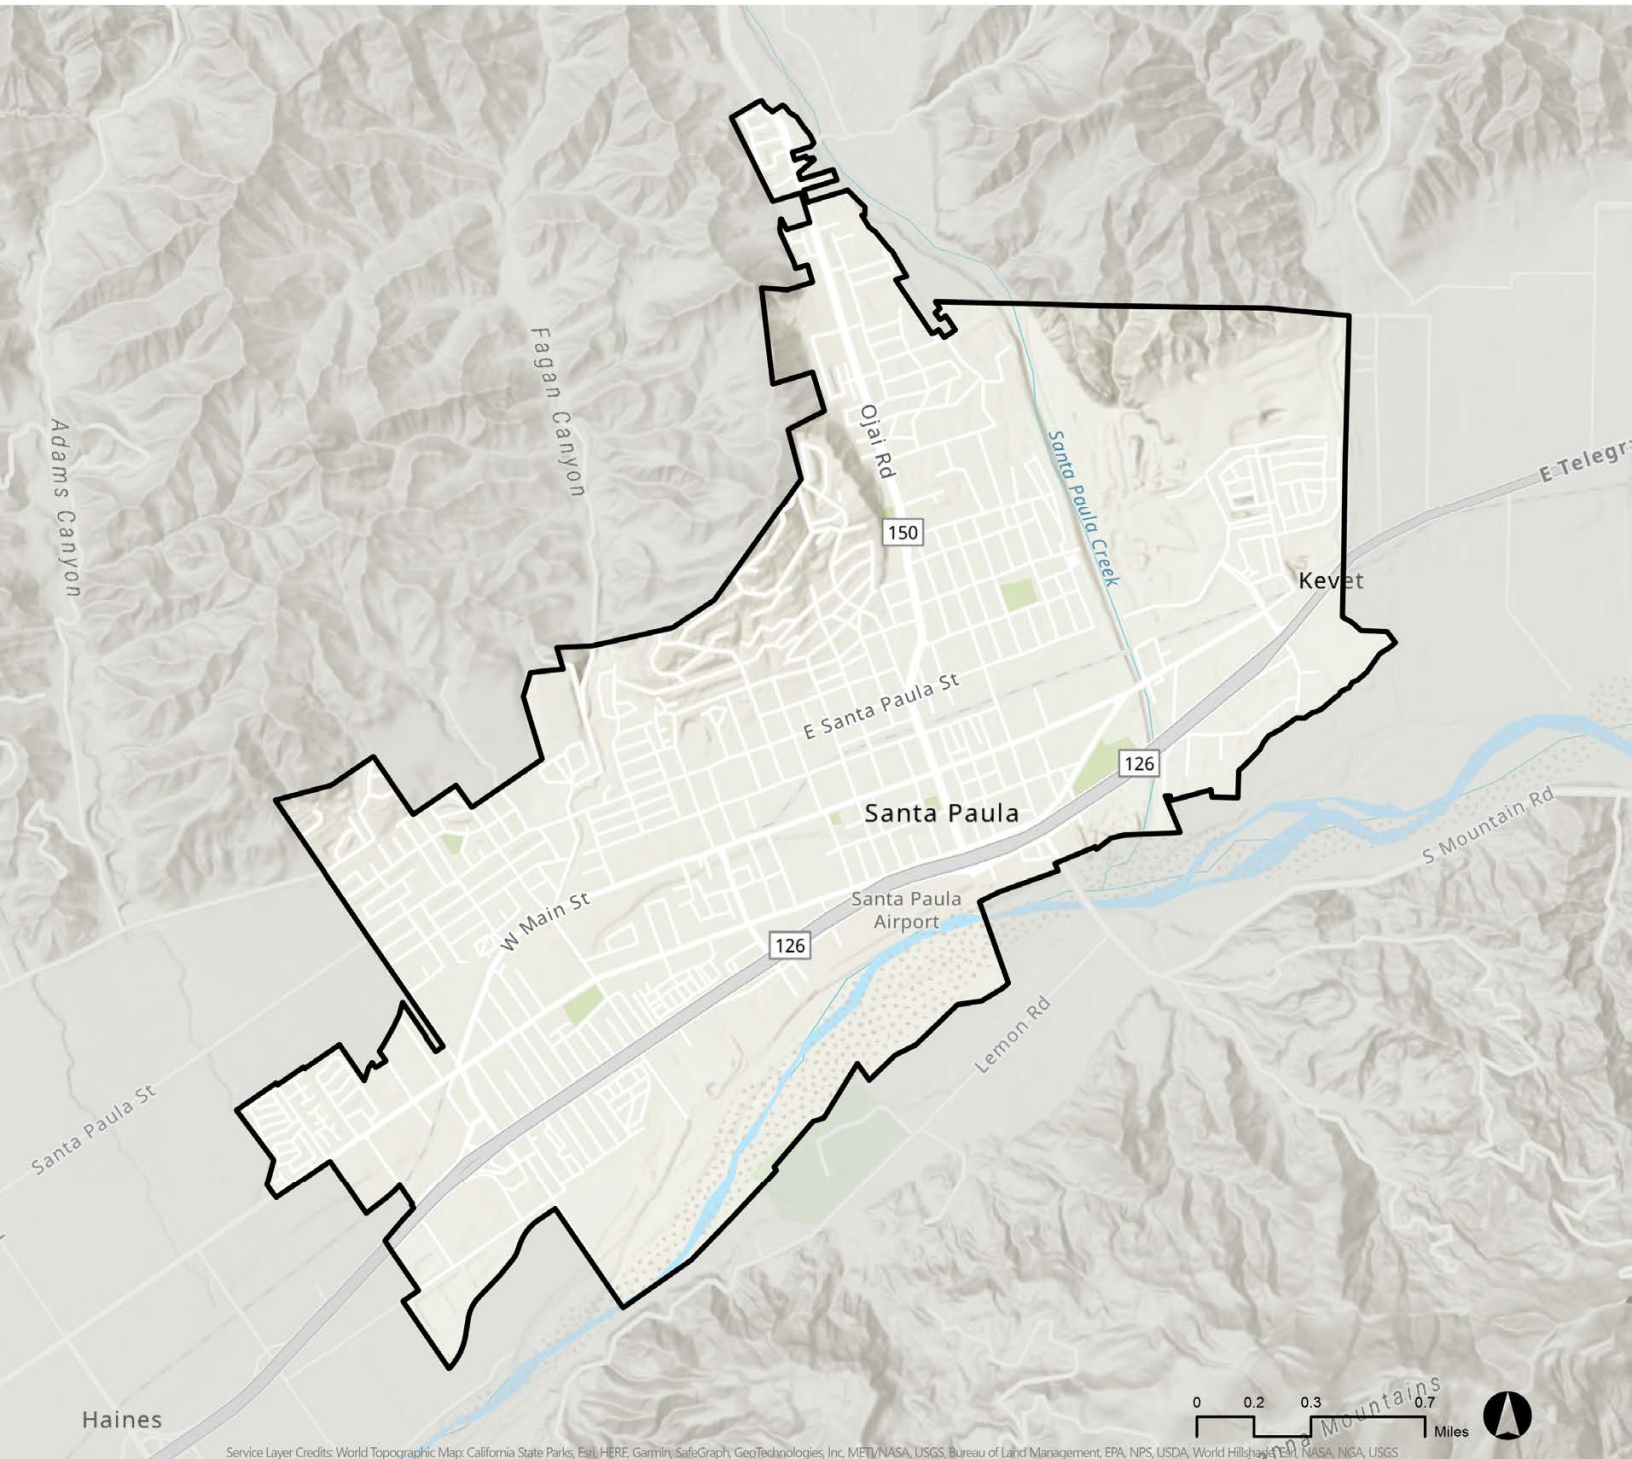 Fagan Canyon
Adams Canyon
Ojai Rd
Santa Paula Creek
E Telegr
150
Kevet
E Santa Paula St
126
Santa Paula
S Mountain Rd
Santa Paula
Airport
W Main St
126
Lemon Rd
Santa Paula St
Haines
0 0.2 0.3 0.7
Miles
Mountains
Service Layer Credits: World Topographic Map: California State Parks, Esri, HERE, Garmin, SafeGraph, GeoTechnologies, Inc, METI/NASA, USGS, Bureau of Land Management, EPA, NPS, USDA, World Hillshade: Esri, NASA, NGA, USGS